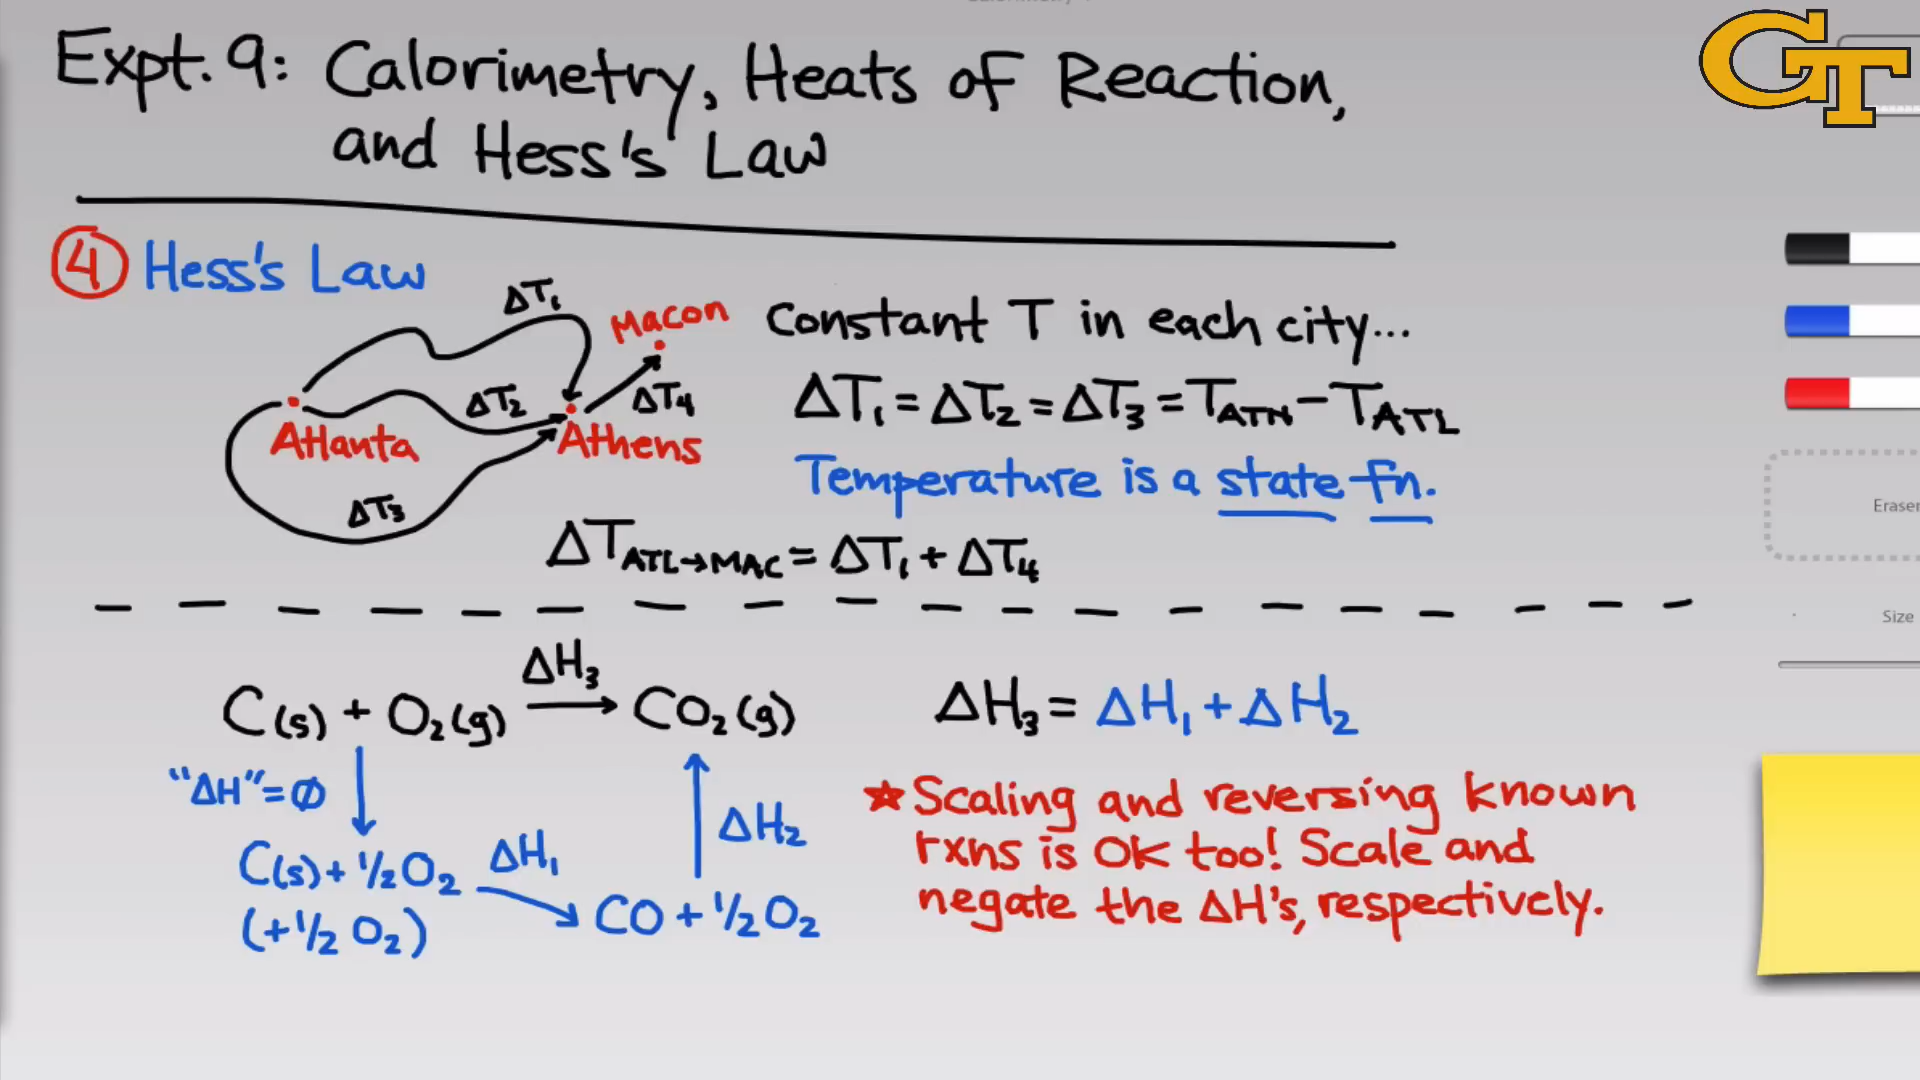 Expt. 9: Calorimetry, Heats of Reaction,
and Hess's Law
GT
④ Hess's Law
ΔT₁
Macon
Constant T in each city...
ΔT₂
ΔT₄
ΔT₁ = ΔT₂ = ΔT₃ = T_ATH - T_ATL
Atlanta
Athens
Temperature is a state fn.
ΔT₃
ΔT_ATL→MAC = ΔT₁ + ΔT₄
Eraser
Size
ΔH₃
C(s) + O₂(g) → CO₂(g)
ΔH₃ = ΔH₁ + ΔH₂
"ΔH" = ∅
ΔH₂
★ Scaling and reversing known
rxns is OK too! Scale and
negate the ΔH's, respectively.
C(s) + ½O₂
ΔH₁
(+½ O₂)
CO + ½O₂